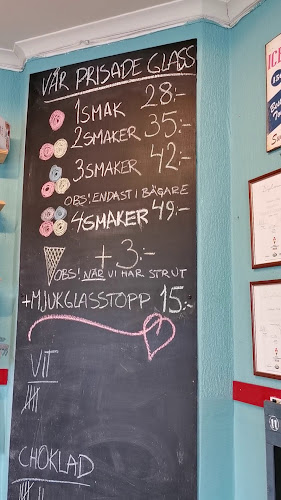 VÅR PRISADE GLASS
1 SMAK 28:-
2 SMAKER 35:-
3 SMAKER 42:-
OBS! ENDAST I BÄGARE
4 SMAKER 49:-
+ 3:-
OBS! NÄR VI HAR STRUT
+MJUKGLASSTOPP 15:-
VIT
CHOKLAD
ICE